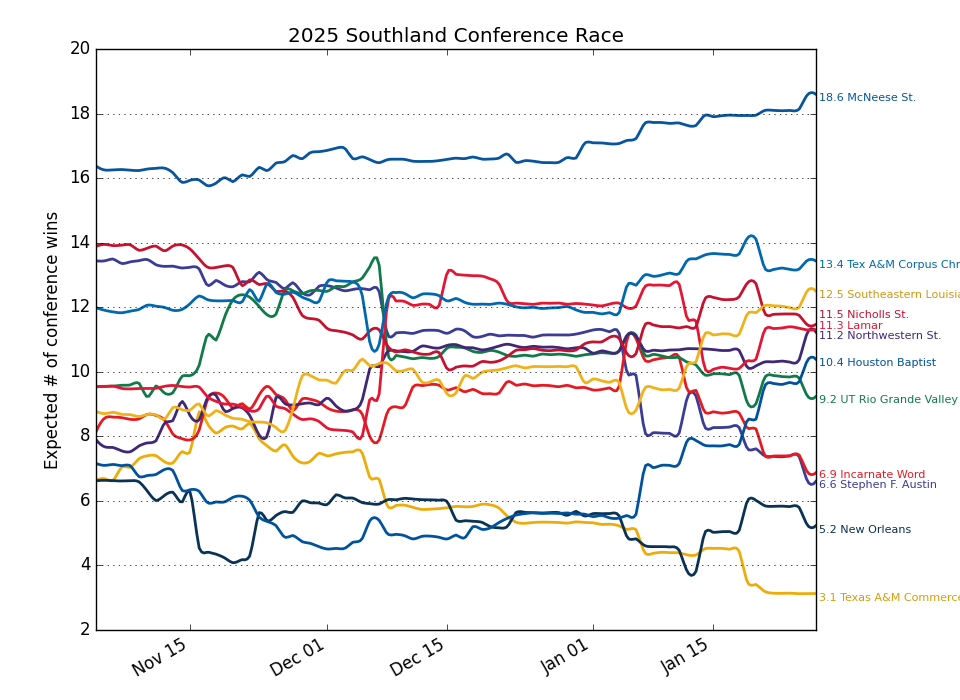 2025 Southland Conference Race
Expected # of conference wins
20
18
16
14
12
10
8
6
4
2
Nov 15
Dec 01
Dec 15
Jan 01
Jan 15
18.6 McNeese St.
13.4 Tex A&M Corpus Chr
12.5 Southeastern Louisia
11.5 Nicholls St.
11.3 Lamar
11.2 Northwestern St.
10.4 Houston Baptist
9.2 UT Rio Grande Valley
6.9 Incarnate Word
6.6 Stephen F. Austin
5.2 New Orleans
3.1 Texas A&M Commerce